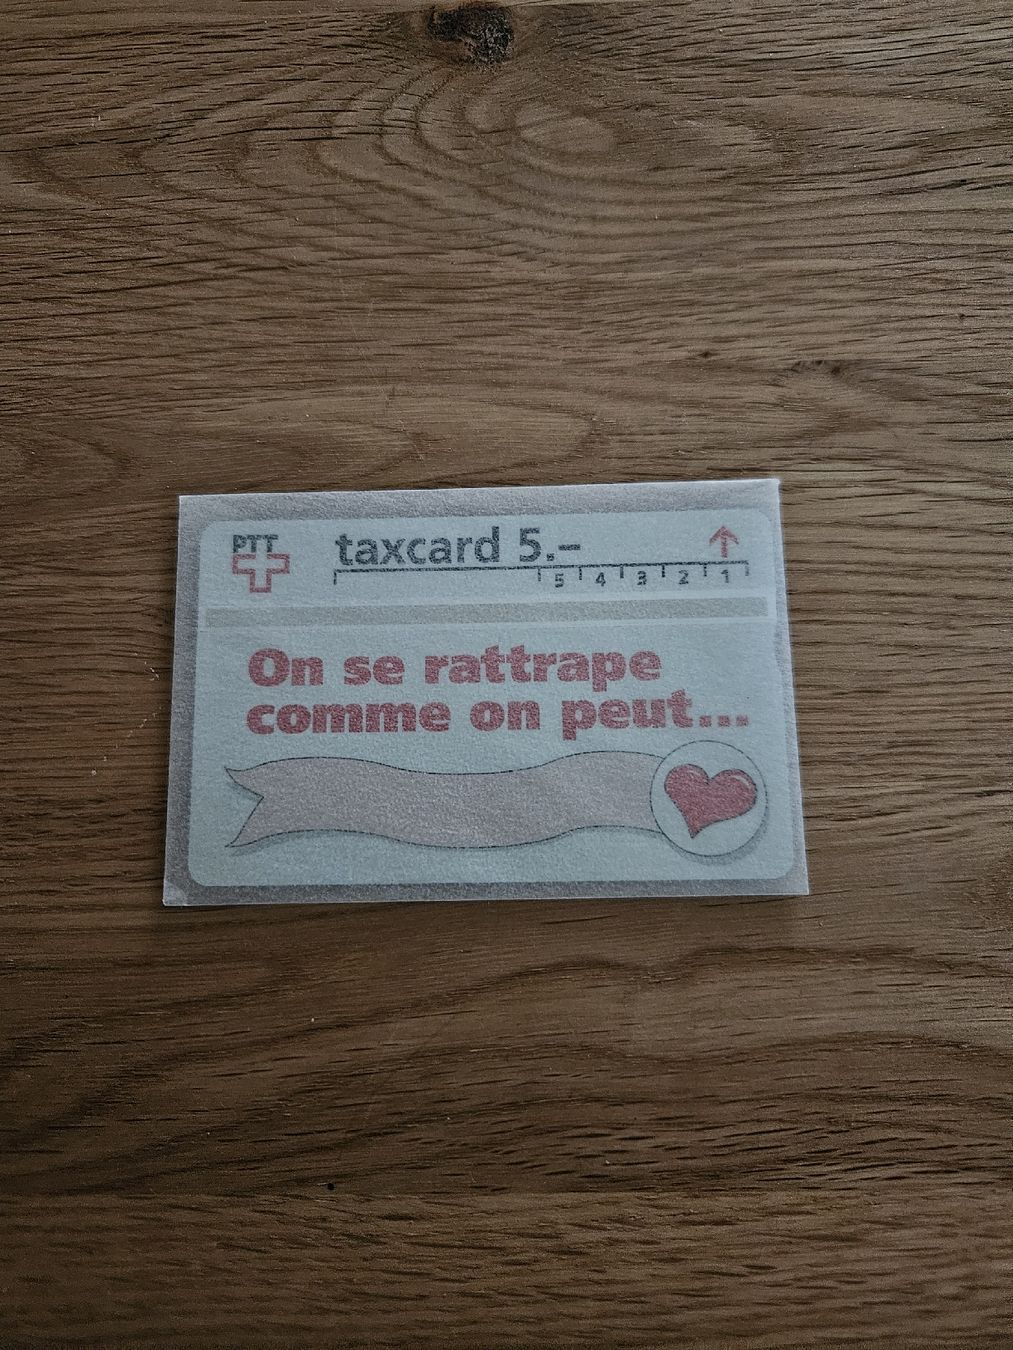 PTT
taxcard 5.–
5 4 3 2 1
On se rattrape
comme on peut...